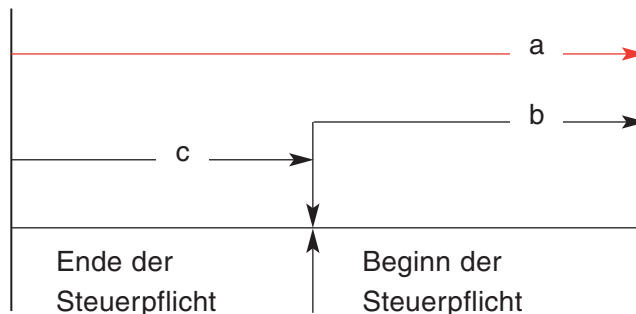 a
b
c
Ende der
Steuerpflicht
Beginn der
Steuerpflicht